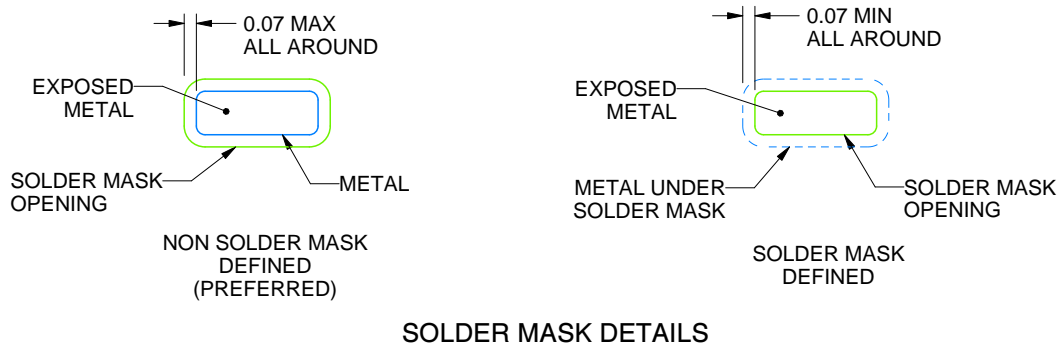 0.07 MAX
ALL AROUND
EXPOSED
METAL
SOLDER MASK
OPENING
METAL
NON SOLDER MASK
DEFINED
(PREFERRED)
0.07 MIN
ALL AROUND
EXPOSED
METAL
METAL UNDER
SOLDER MASK
SOLDER MASK
OPENING
SOLDER MASK
DEFINED
SOLDER MASK DETAILS